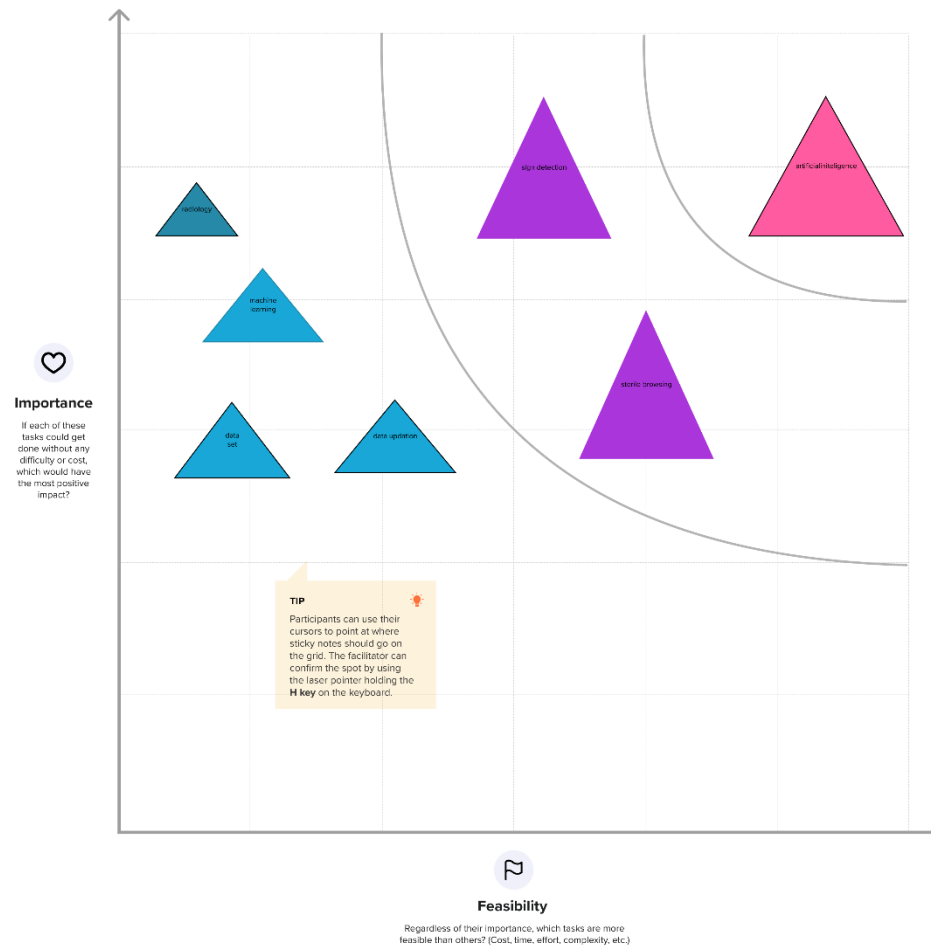 sign detection
artificialinteligence
radiology
machine
learning
sterile browsing
data
set
data updation
Importance
If each of these
tasks could get
done without any
difficulty or cost,
which would have
the most positive
impact?
TIP
Participants can use their
cursors to point at where
sticky notes should go on
the grid. The facilitator can
confirm the spot by using
the laser pointer holding the
H key on the keyboard.
Feasibility
Regardless of their importance, which tasks are more
feasible than others? (Cost, time, effort, complexity, etc.)